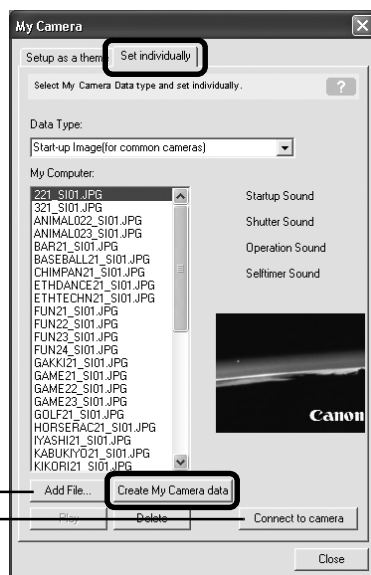 My Camera
Setup as a theme Set individually
Select My Camera Data type and set individually.
?
Data Type:
Start-up Image(for common cameras)
My Computer:
221_SI01.JPG
321_SI01.JPG
ANIMAL022_SI01.JPG
ANIMAL023_SI01.JPG
BAR21_SI01.JPG
BASEBALL21_SI01.JPG
CHIMPAN21_SI01.JPG
ETHDANCE21_SI01.JPG
ETHTECHN21_SI01.JPG
FUN21_SI01.JPG
FUN22_SI01.JPG
FUN23_SI01.JPG
FUN24_SI01.JPG
GAKKI21_SI01.JPG
GAME21_SI01.JPG
GAME22_SI01.JPG
GAME23_SI01.JPG
GOLF21_SI01.JPG
HORSERAC21_SI01.JPG
IYASHI21_SI01.JPG
KABUKIYO21_SI01.JPG
KIKORI21_SI01.JPG
Startup Sound
Shutter Sound
Operation Sound
Selftimer Sound
Canon
Add File... Create My Camera data
Play Delete Connect to camera
Close